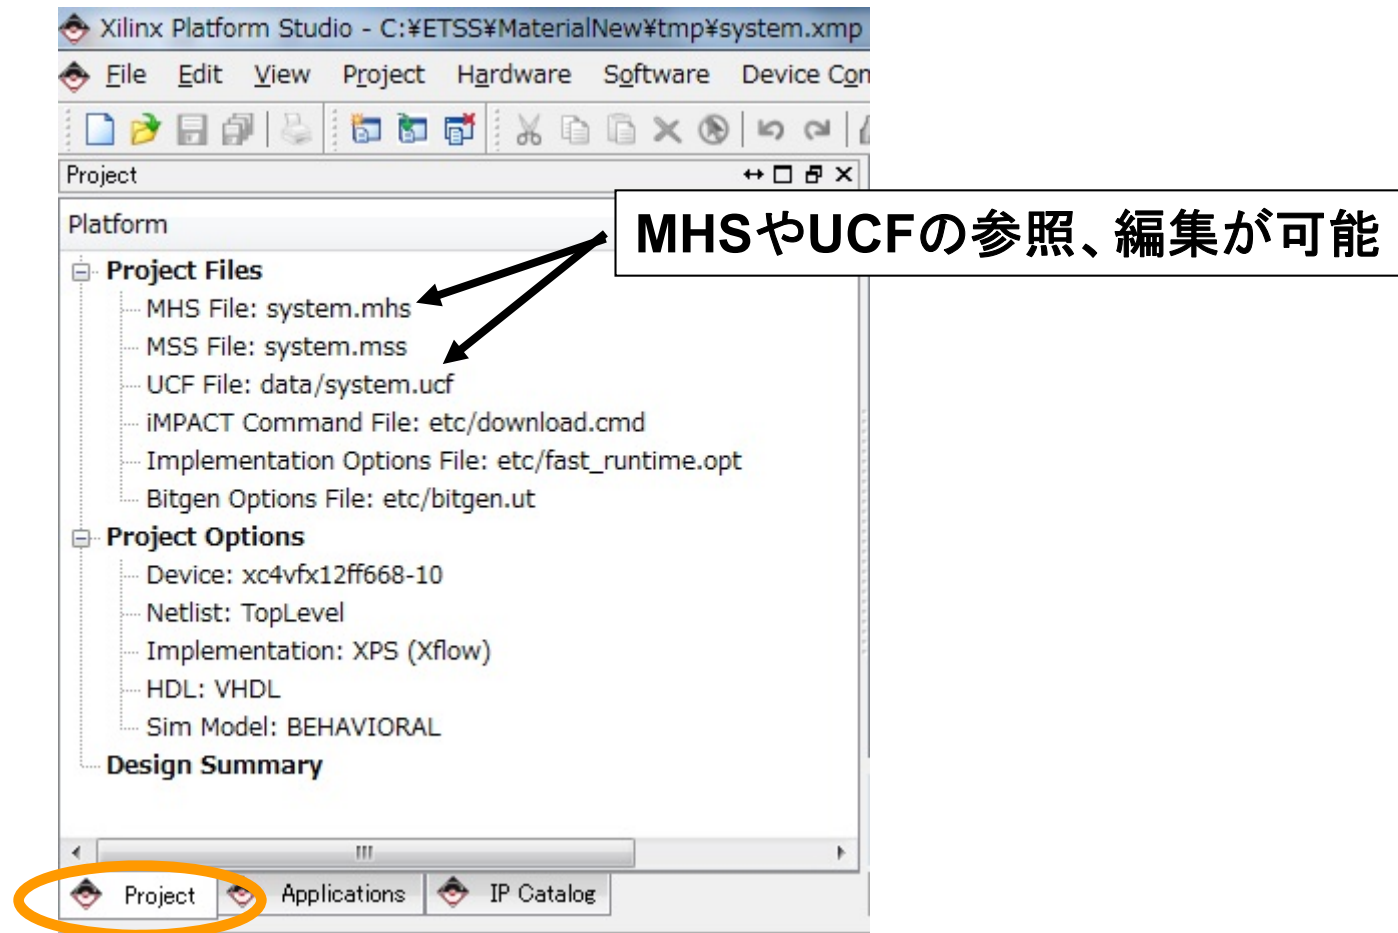 Xilinx Platform Studio - C:¥ETSS¥MaterialNew¥tmp¥system.xmp
File Edit View Project Hardware Software Device Con
Project
Platform
MHSやUCFの参照、編集が可能
Project Files
MHS File: system.mhs
MSS File: system.mss
UCF File: data/system.ucf
iMPACT Command File: etc/download.cmd
Implementation Options File: etc/fast_runtime.opt
Bitgen Options File: etc/bitgen.ut
Project Options
Device: xc4vfx12ff668-10
Netlist: TopLevel
Implementation: XPS (Xflow)
HDL: VHDL
Sim Model: BEHAVIORAL
Design Summary
Project Applications IP Catalog